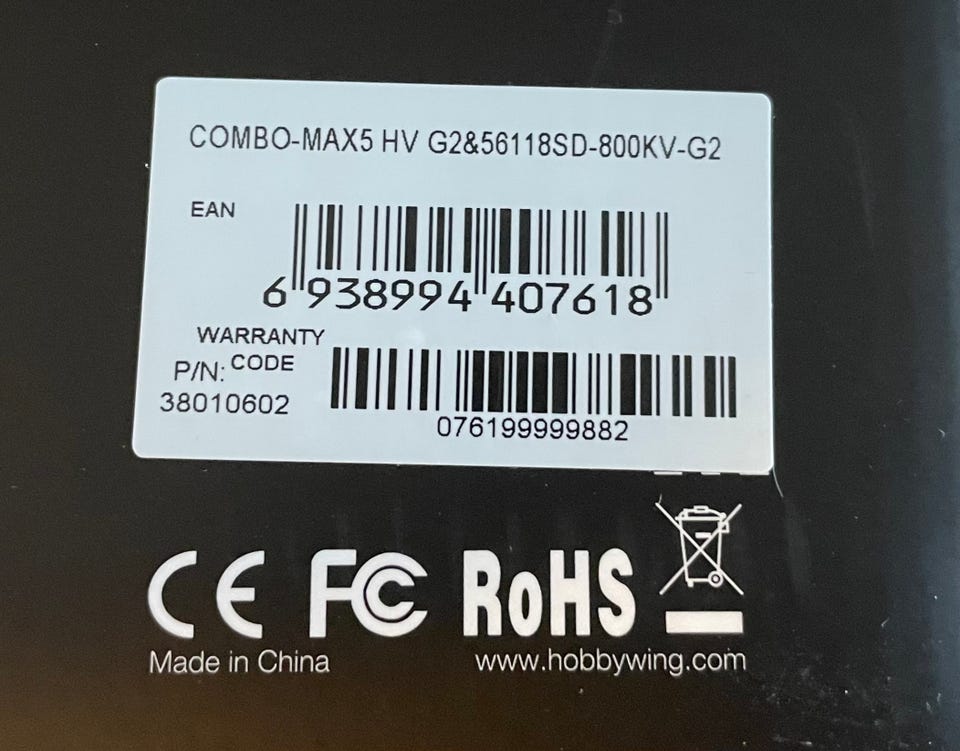 COMBO-MAX5 HV G2&56118SD-800KV-G2
EAN
6 938994 407618
WARRANTY
P/N: CODE
38010602
076199999882
CE FC RoHS
Made in China
www.hobbywing.com